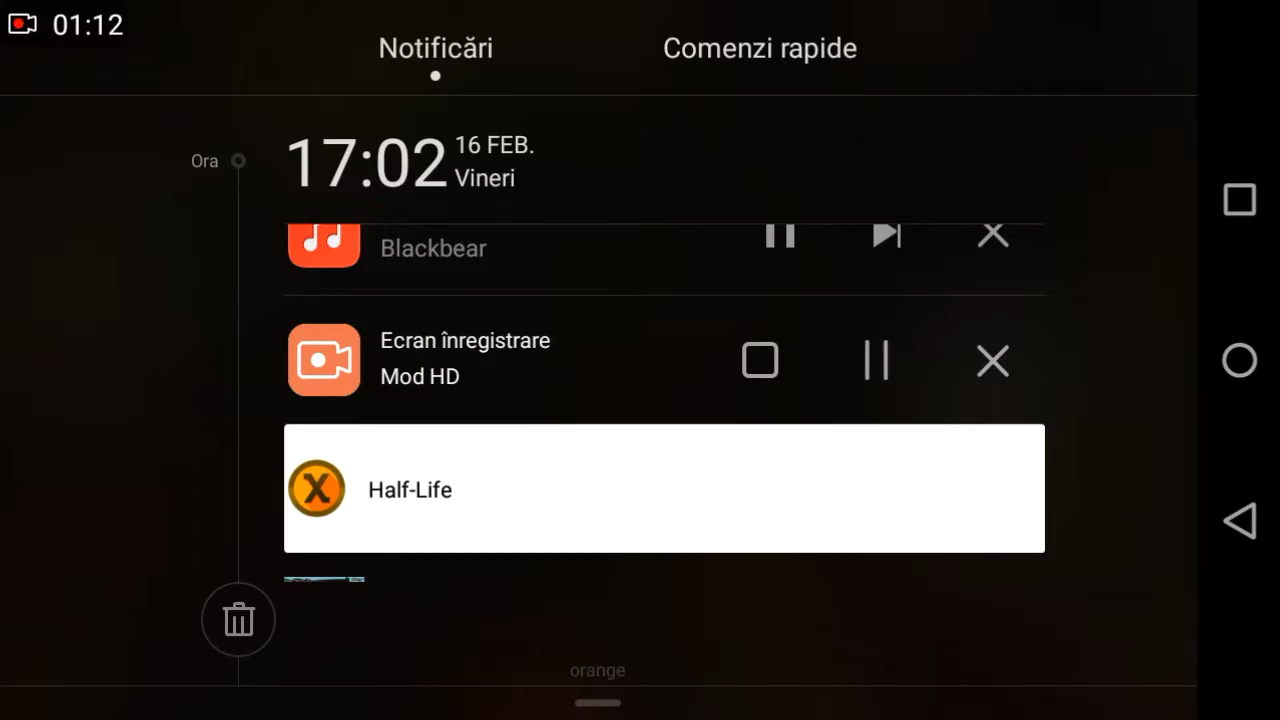 01:12
Notificări
Comenzi rapide
Ora
17:02
16 FEB.
Vineri
Blackbear
Ecran înregistrare
Mod HD
X
Half-Life
orange